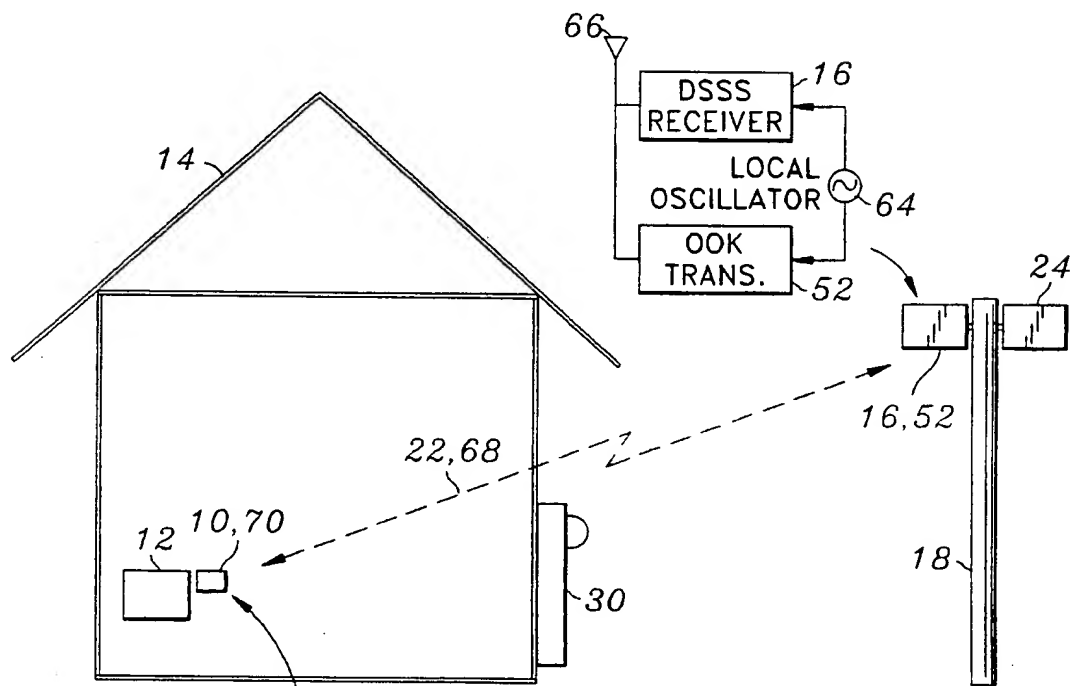 66
16
DSSS
RECEIVER
14
LOCAL
OSCILLATOR
64
OOK
TRANS.
52
24
16,52
22,68
10,70
12
18
30